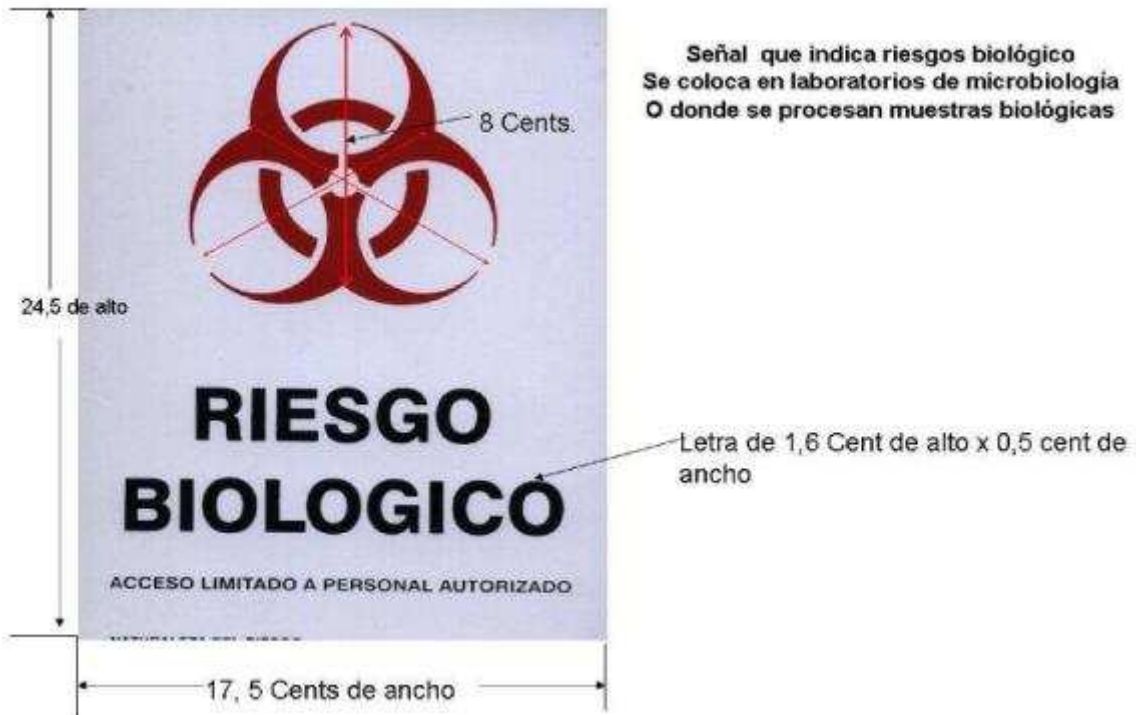 Señal que indica riesgos biológico
Se coloca en laboratorios de microbiología
O donde se procesan muestras biológicas
8 Cents.
24,5 de alto
RIESGO
BIOLOGICO
Letra de 1,6 Cent de alto x 0,5 cent de
ancho
ACCESO LIMITADO A PERSONAL AUTORIZADO
17, 5 Cents de ancho